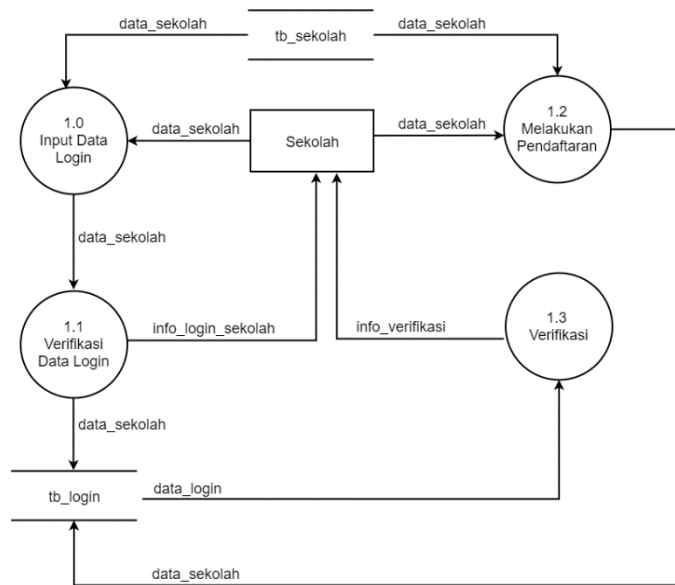 data_sekolah
tb_sekolah
data_sekolah
1.0
Input Data
Login
data_sekolah
Sekolah
data_sekolah
1.2
Melakukan
Pendaftaran
data_sekolah
1.1
Verifikasi
Data Login
info_login_sekolah
info_verifikasi
1.3
Verifikasi
data_sekolah
tb_login
data_login
data_sekolah